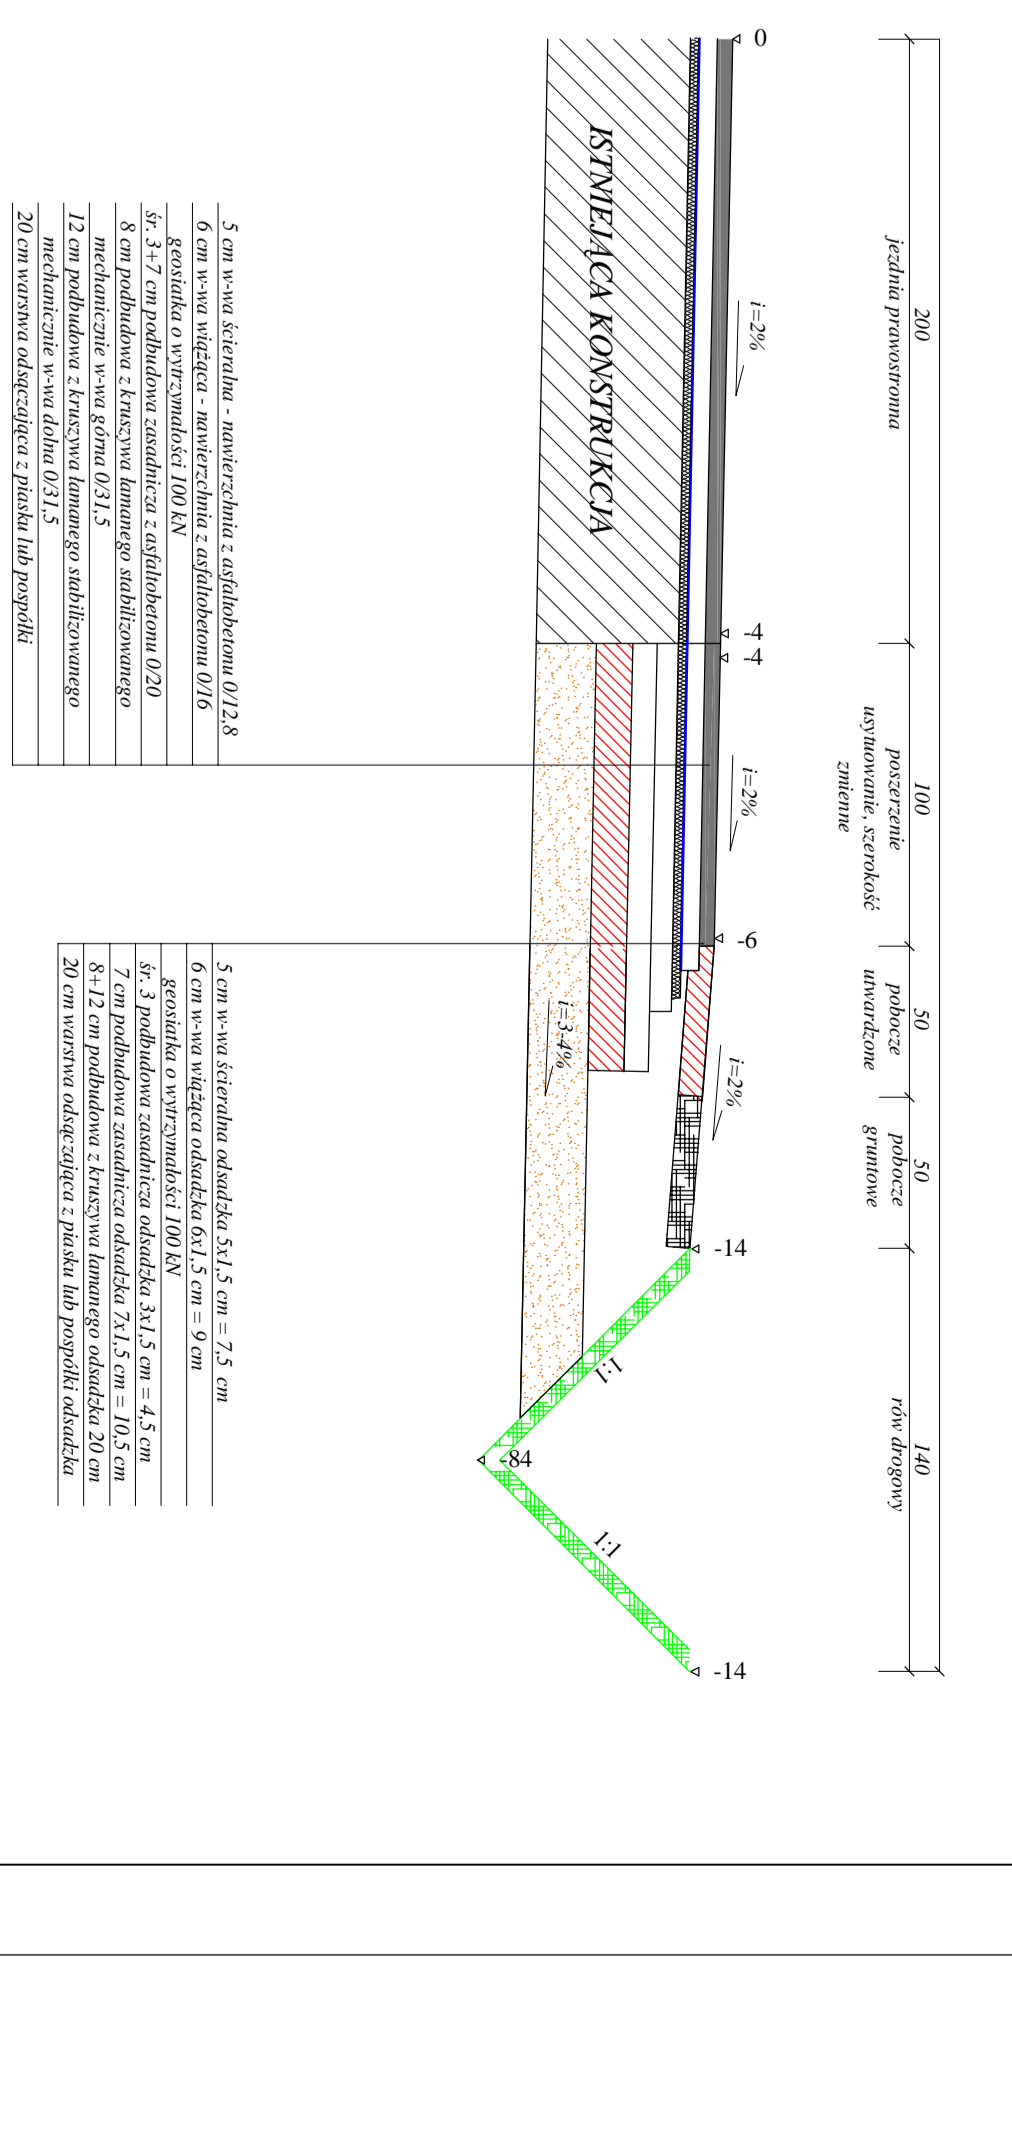 200
jezdnia prawostronna
100
poszerzenie
usytuowanie, szerokość
zmienne
50
pobocze
utwardzone
50
pobocze
gruntowe
140
rów drogowy
0
-4
-4
-6
-14
-84
-14
i=2%
i=2%
i=2%
i=3-4%
1:1
1:1
ISTNIEJĄCA KONSTRUKCJA
5 cm w-wa ścieralna - nawierzchnia z asfaltobetonu 0/12,8
6 cm w-wa wiążąca - nawierzchnia z asfaltobetonu 0/16
geosiatka o wytrzymałości 100 kN
śr. 3+7 cm podbudowa zasadnicza z asfaltobetonu 0/20
8 cm podbudowa z kruszywa łamanego stabilizowanego
mechanicznie w-wa górna 0/31,5
12 cm podbudowa z kruszywa łamanego stabilizowanego
mechanicznie w-wa dolna 0/31,5
20 cm warstwa odsączająca z piasku lub pospółki
5 cm w-wa ścieralna odsadzka 5x1,5 cm = 7,5 cm
6 cm w-wa wiążąca odsadzka 6x1,5 cm = 9 cm
geosiatka o wytrzymałości 100 kN
śr. 3 podbudowa zasadnicza odsadzka 3x1,5 cm = 4,5 cm
7 cm podbudowa zasadnicza odsadzka 7x1,5 cm = 10,5 cm
8+12 cm podbudowa z kruszywa łamanego odsadzka 20 cm
20 cm warstwa odsączająca z piasku lub pospółki odsadzka